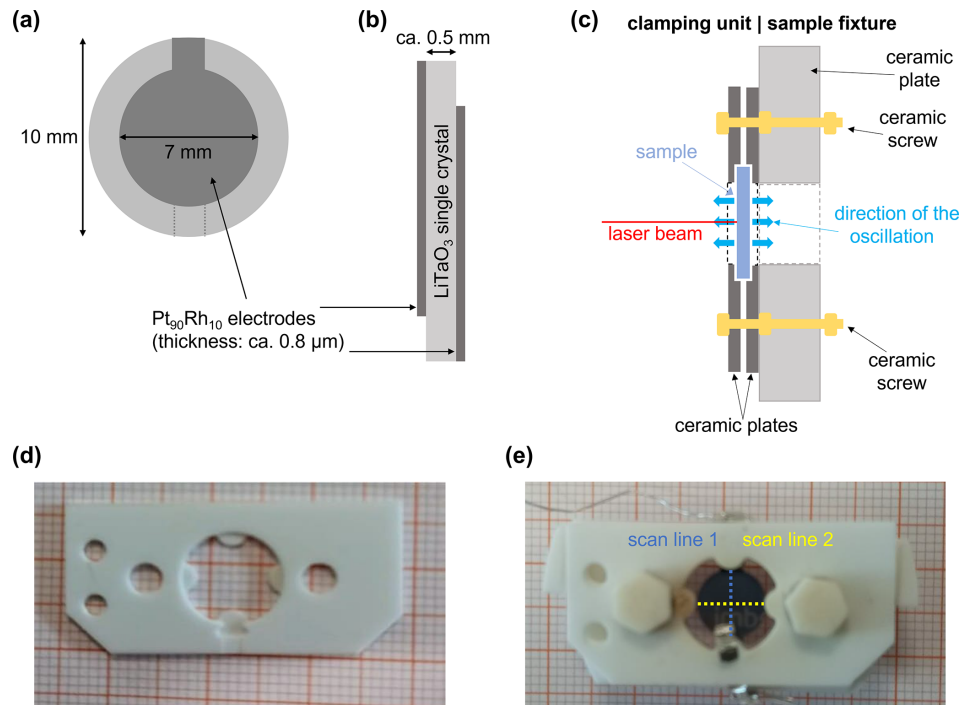 (a)
10 mm
7 mm
(b)
ca. 0.5 mm
LiTaO₃ single crystal
Pt₉₀Rh₁₀ electrodes
(thickness: ca. 0.8 µm)
(c)
clamping unit | sample fixture
ceramic
plate
ceramic
screw
sample
laser beam
direction of the
oscillation
ceramic
screw
ceramic plates
(d)
(e)
scan line 1
scan line 2